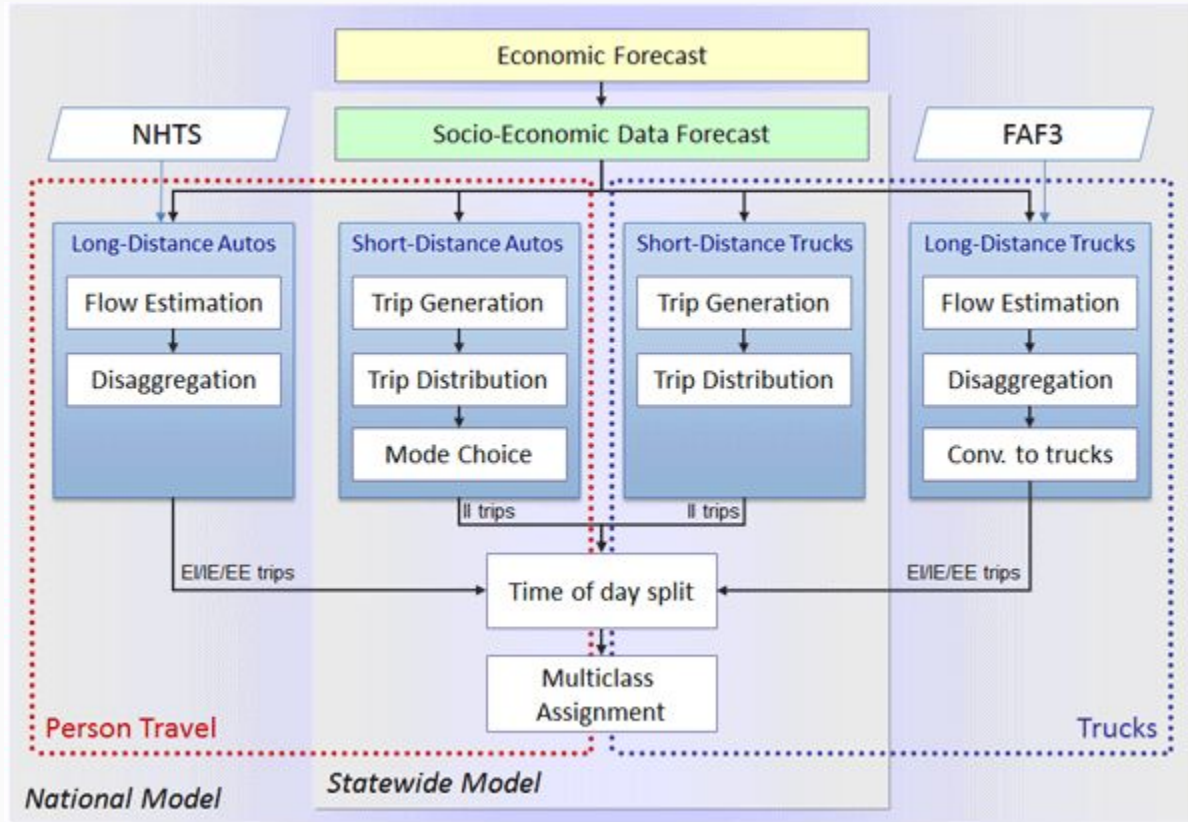 Economic Forecast
NHTS
Socio-Economic Data Forecast
FAF3
Long-Distance Autos
Flow Estimation
Disaggregation
Short-Distance Autos
Trip Generation
Trip Distribution
Mode Choice
Short-Distance Trucks
Trip Generation
Trip Distribution
Long-Distance Trucks
Flow Estimation
Disaggregation
Conv. to trucks
II trips
II trips
EI/IE/EE trips
EI/IE/EE trips
Time of day split
Multiclass
Assignment
Person Travel
Trucks
National Model
Statewide Model